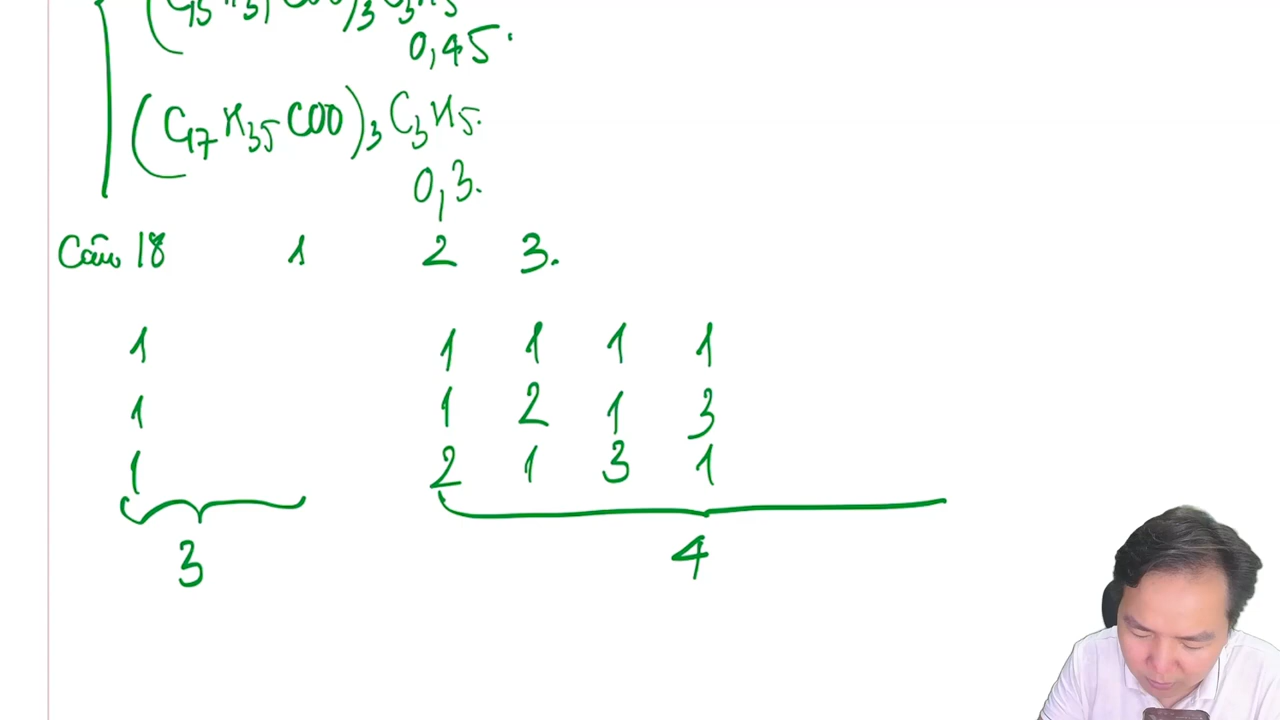 0,45.
(C17H35COO)3C3H5.
0,3.
Câu 18 1 2 3.
1 1 1 1 1
1 1 2 1 3
1 2 1 3 1
3 4